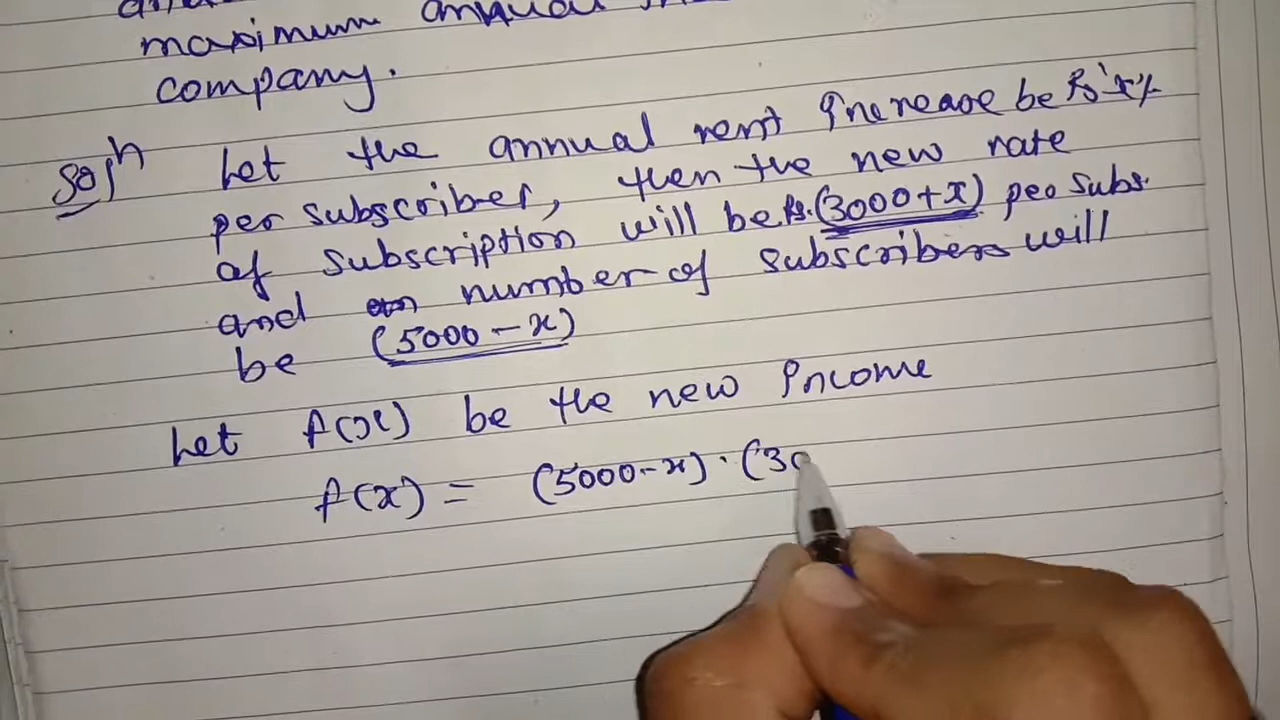 maximum annual
company.
Solⁿ Let the annual rent increase be Rs 'x'/-
per subscriber, then the new rate
of subscription will be Rs. (3000 + x) per subs.
and number of subscribers will
be (5000 - x)
Let f(x) be the new income
f(x) = (5000 - x) · (30